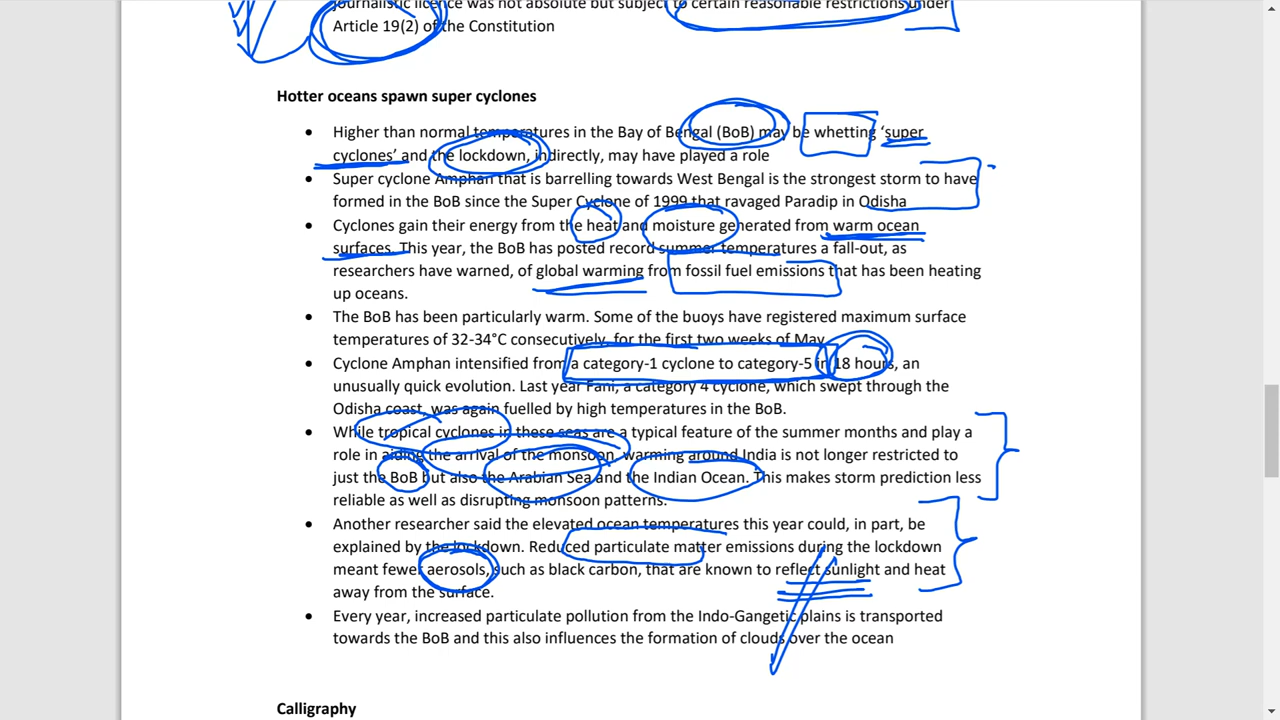 journalistic licence was not absolute but subject to certain reasonable restrictions under
Article 19(2) of the Constitution
Hotter oceans spawn super cyclones
• Higher than normal temperatures in the Bay of Bengal (BoB) may be whetting ‘super
cyclones’ and the lockdown, indirectly, may have played a role
• Super cyclone Amphan that is barrelling towards West Bengal is the strongest storm to have
formed in the BoB since the Super Cyclone of 1999 that ravaged Paradip in Odisha
• Cyclones gain their energy from the heat and moisture generated from warm ocean
surfaces. This year, the BoB has posted record summer temperatures a fall-out, as
researchers have warned, of global warming from fossil fuel emissions that has been heating
up oceans.
• The BoB has been particularly warm. Some of the buoys have registered maximum surface
temperatures of 32-34°C consecutively, for the first two weeks of May.
• Cyclone Amphan intensified from a category-1 cyclone to category-5 in 18 hours, an
unusually quick evolution. Last year Fani, a category 4 cyclone, which swept through the
Odisha coast, was again fuelled by high temperatures in the BoB.
• While tropical cyclones in these seas are a typical feature of the summer months and play a
role in aiding the arrival of the monsoon, warming around India is not longer restricted to
just the BoB but also the Arabian Sea and the Indian Ocean. This makes storm prediction less
reliable as well as disrupting monsoon patterns.
• Another researcher said the elevated ocean temperatures this year could, in part, be
explained by the lockdown. Reduced particulate matter emissions during the lockdown
meant fewer aerosols, such as black carbon, that are known to reflect sunlight and heat
away from the surface.
• Every year, increased particulate pollution from the Indo-Gangetic plains is transported
towards the BoB and this also influences the formation of clouds over the ocean
Calligraphy